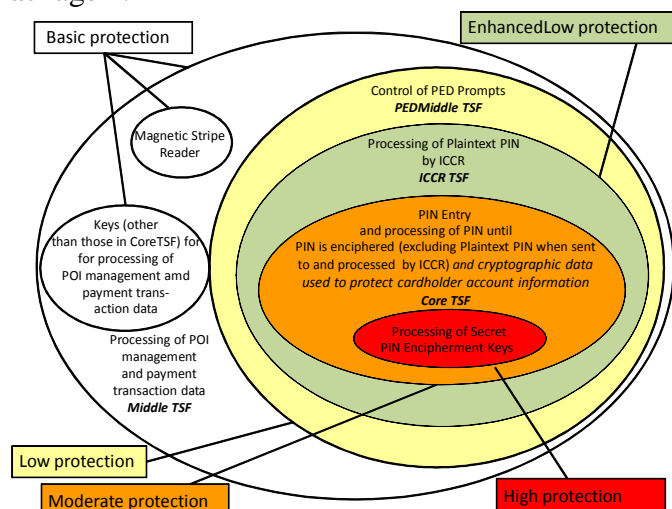 Basic protection
EnhancedLow protection
Control of PED Prompts
PEDMiddle TSF
Magnetic Stripe
Reader
Processing of Plaintext PIN
by ICCR
ICCR TSF
Keys (other
than those in CoreTSF) for
for processing of
POI management amd
payment trans-
action data
PIN Entry
and processing of PIN until
PIN is enciphered (excluding Plaintext PIN when sent
to and processed by ICCR) and cryptographic data
used to protect cardholder account information
Core TSF
Processing of Secret
PIN Encipherment Keys
Processing of POI
management
and payment
transaction data
Middle TSF
Low protection
Moderate protection
High protection